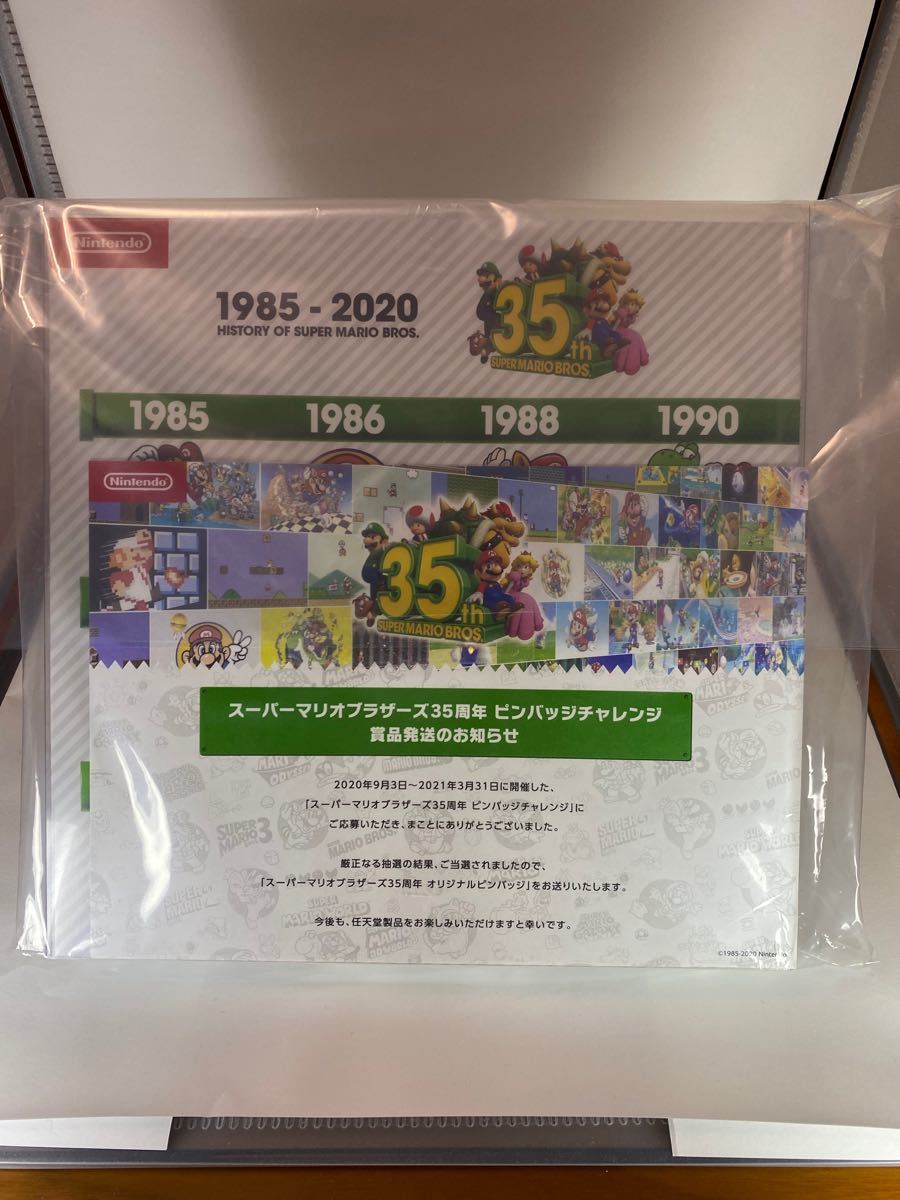 Nintendo
1985 - 2020
HISTORY OF SUPER MARIO BROS.
35th
SUPER MARIO BROS.
1985 1986 1988 1990
Nintendo
35th
SUPER MARIO BROS.
スーパーマリオブラザーズ35周年 ピンバッジチャレンジ
賞品発送のお知らせ
2020年9月3日～2021年3月31日に開催した、
「スーパーマリオブラザーズ35周年 ピンバッジチャレンジ」に
ご応募いただき、まことにありがとうございました。
厳正なる抽選の結果、ご当選されましたので、
「スーパーマリオブラザーズ35周年 オリジナルピンバッジ」をお送りいたします。
今後も、任天堂製品をお楽しみいただけますと幸いです。
©1985-2020 Nintendo